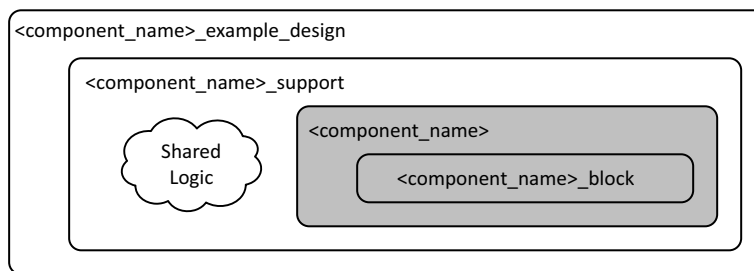 <component_name>_example_design
<component_name>_support
Shared
Logic
<component_name>
<component_name>_block